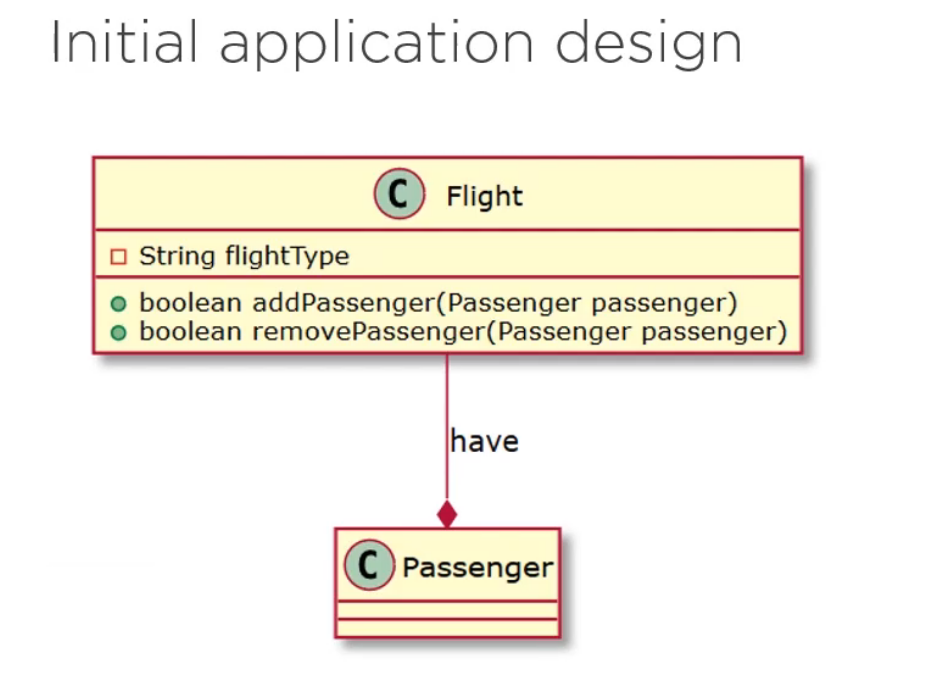 Initial application design
C Flight
String flightType
boolean addPassenger(Passenger passenger)
boolean removePassenger(Passenger passenger)
have
C Passenger